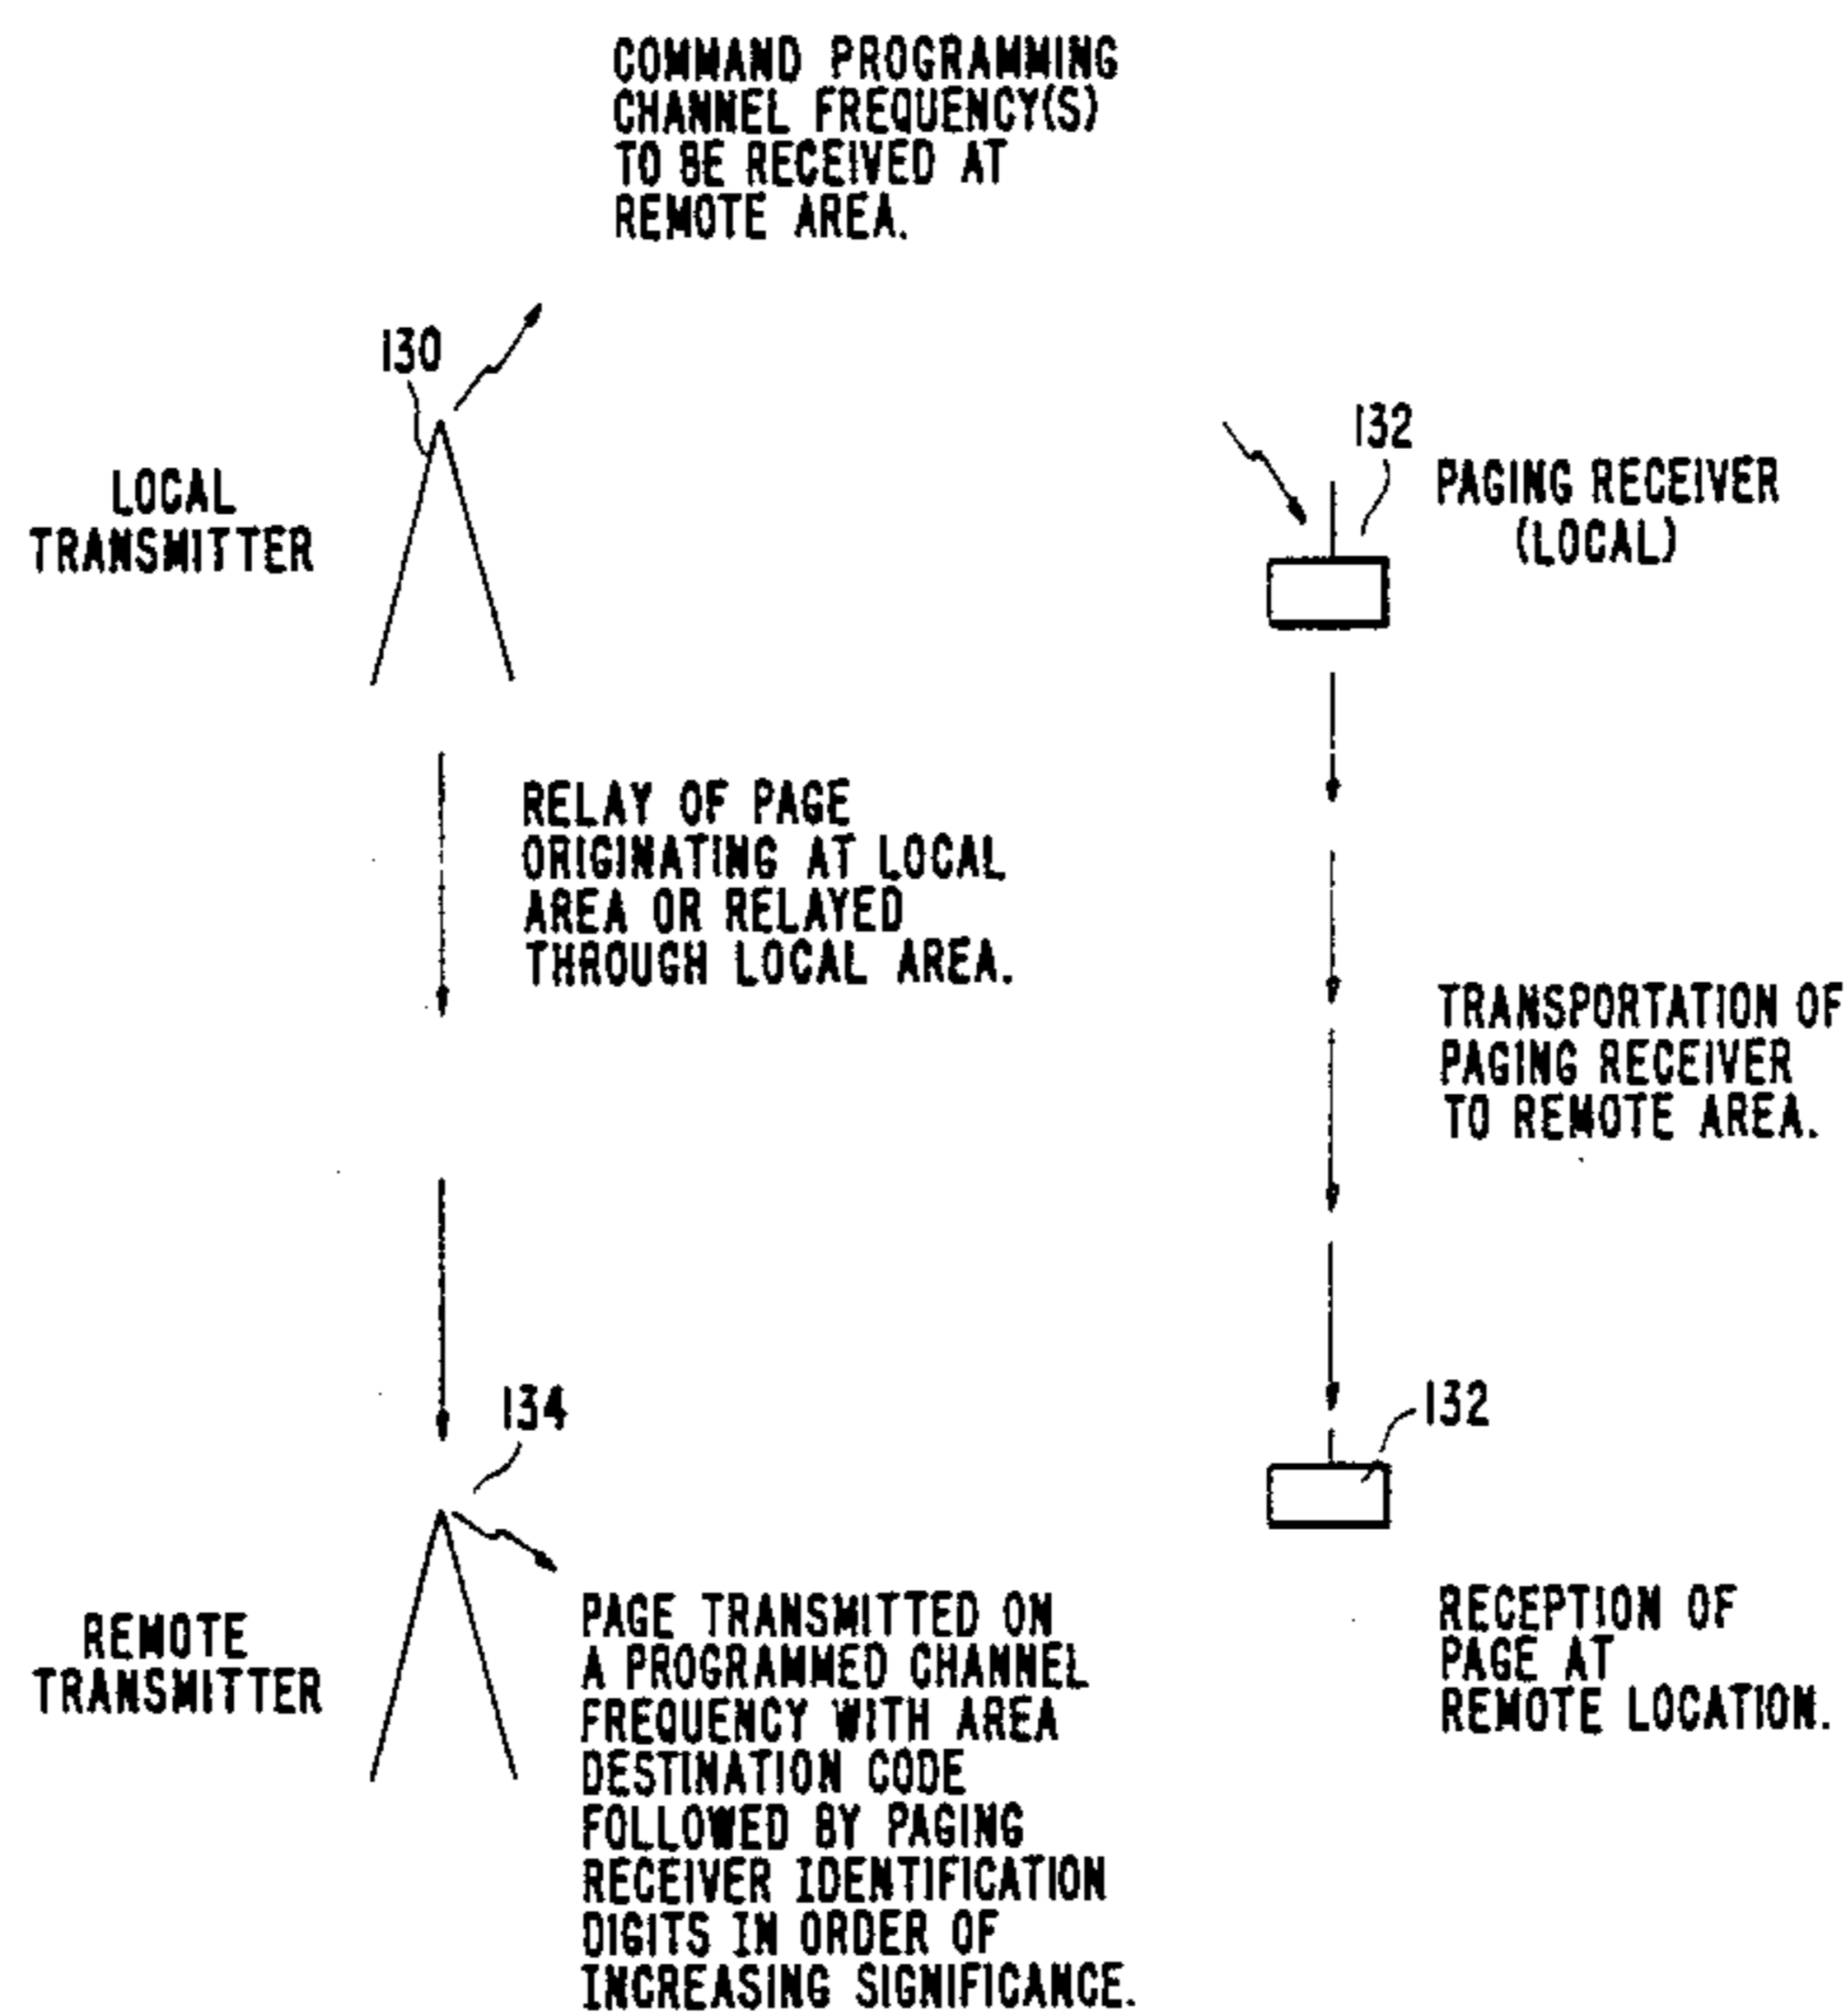 COMMAND PROGRAMMING
CHANNEL FREQUENCY(S)
TO BE RECEIVED AT
REMOTE AREA.
130
LOCAL
TRANSMITTER
132
PAGING RECEIVER
(LOCAL)
RELAY OF PAGE
ORIGINATING AT LOCAL
AREA OR RELAYED
THROUGH LOCAL AREA.
TRANSPORTATION OF
PAGING RECEIVER
TO REMOTE AREA.
134
132
REMOTE
TRANSMITTER
PAGE TRANSMITTED ON
A PROGRAMMED CHANNEL
FREQUENCY WITH AREA
DESTINATION CODE
FOLLOWED BY PAGING
RECEIVER IDENTIFICATION
DIGITS IN ORDER OF
INCREASING SIGNIFICANCE.
RECEPTION OF
PAGE AT
REMOTE LOCATION.